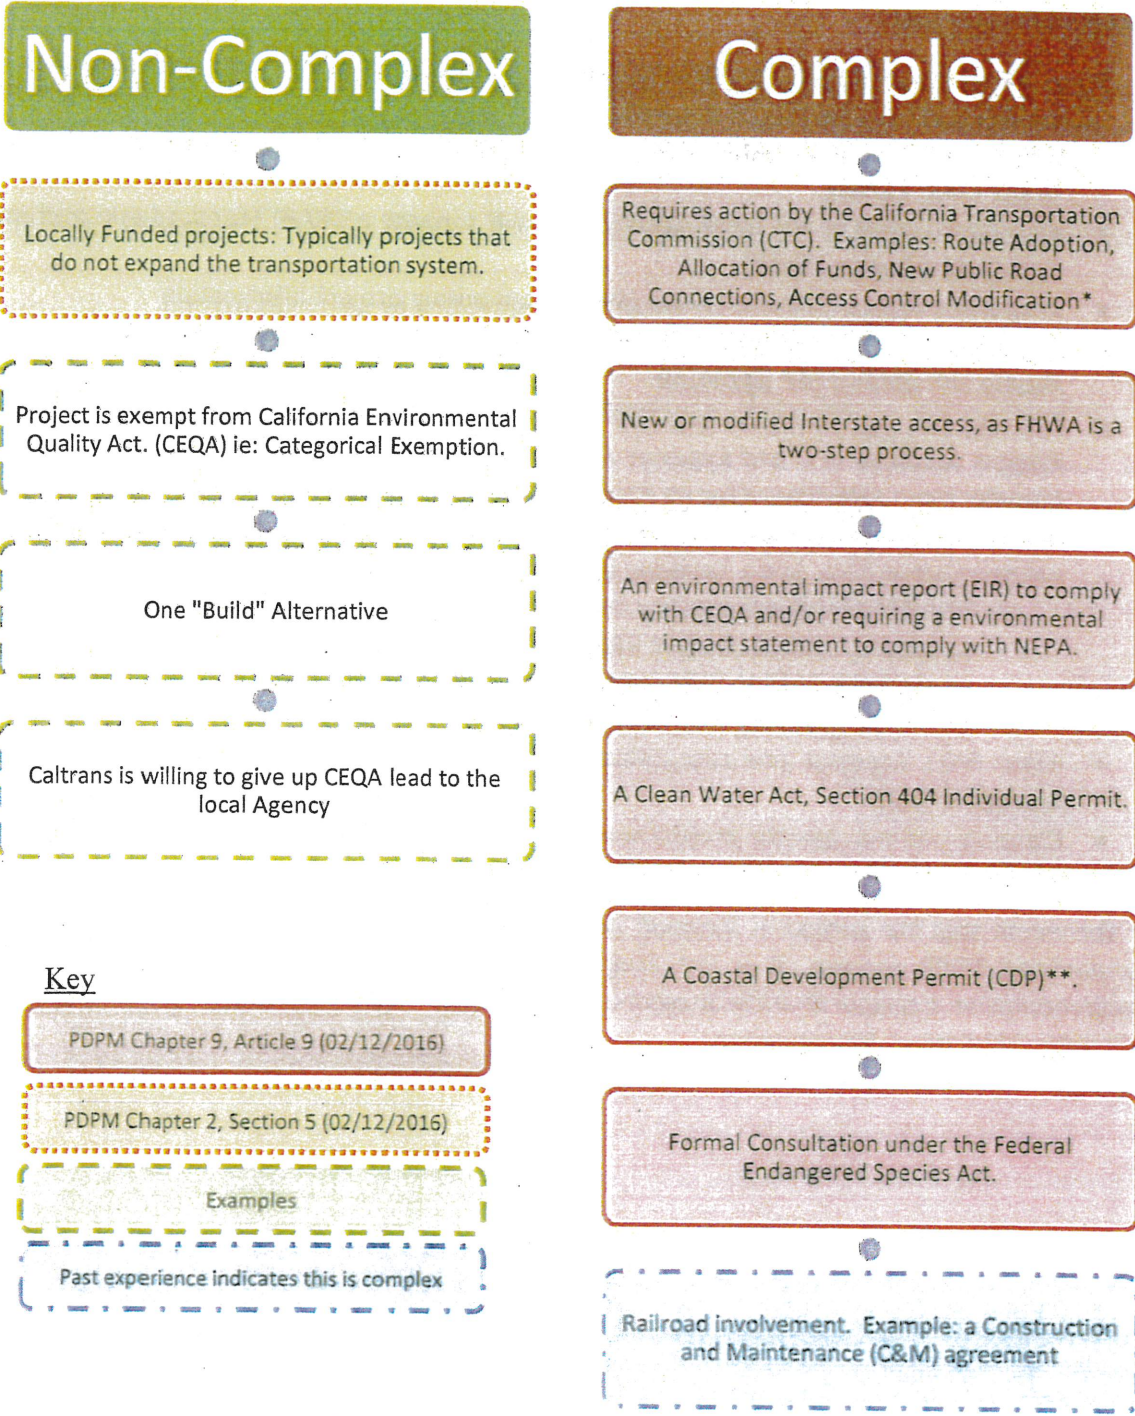 Non-Complex
Locally Funded projects: Typically projects that
do not expand the transportation system.
Project is exempt from California Environmental
Quality Act. (CEQA) ie: Categorical Exemption.
One "Build" Alternative
Caltrans is willing to give up CEQA lead to the
local Agency
Key
PDPM Chapter 9, Article 9 (02/12/2016)
PDPM Chapter 2, Section 5 (02/12/2016)
Examples
Past experience indicates this is complex
Complex
Requires action by the California Transportation
Commission (CTC). Examples: Route Adoption,
Allocation of Funds, New Public Road
Connections, Access Control Modification*
New or modified Interstate access, as FHWA is a
two-step process.
An environmental impact report (EIR) to comply
with CEQA and/or requiring a environmental
impact statement to comply with NEPA.
A Clean Water Act, Section 404 Individual Permit.
A Coastal Development Permit (CDP)**.
Formal Consultation under the Federal
Endangered Species Act.
Railroad involvement. Example: a Construction
and Maintenance (C&M) agreement